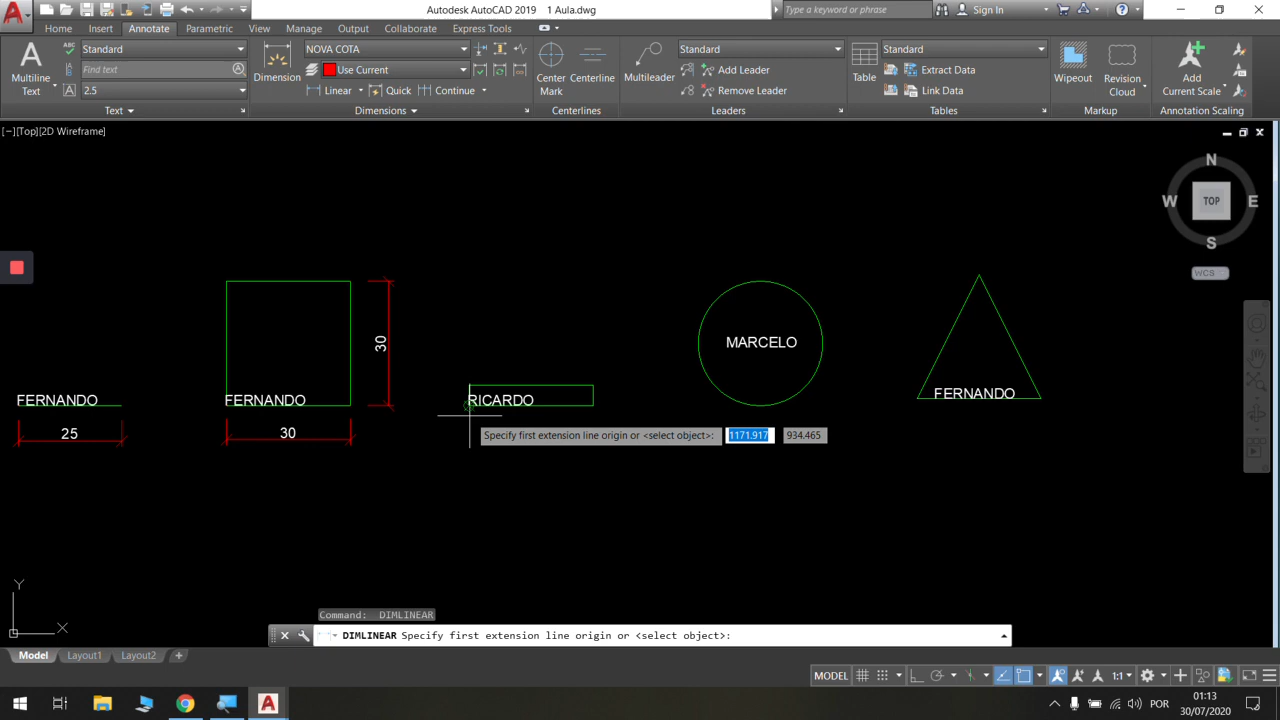 Autodesk AutoCAD 2019   1 Aula.dwg
Type a keyword or phrase
Sign In
Home Insert Annotate Parametric View Manage Output Collaborate Express Tools
Multiline Text
Standard
Find text
2.5
Text
Dimension
NOVA COTA
Use Current
Linear Quick Continue
Dimensions
Center Mark
Centerline
Centerlines
Multileader
Standard
Add Leader
Remove Leader
Leaders
Table
Standard
Extract Data
Link Data
Tables
Wipeout
Revision Cloud
Markup
Add Current Scale
Annotation Scaling
[−][Top][2D Wireframe]
N
W TOP E
S
WCS
30
MARCELO
FERNANDO
FERNANDO
RICARDO
FERNANDO
25
30
Specify first extension line origin or <select object>: 1171.917 934.465
Y
X
Command: DIMLINEAR
DIMLINEAR Specify first extension line origin or <select object>:
Model Layout1 Layout2 +
MODEL 1:1
POR
01:13
30/07/2020